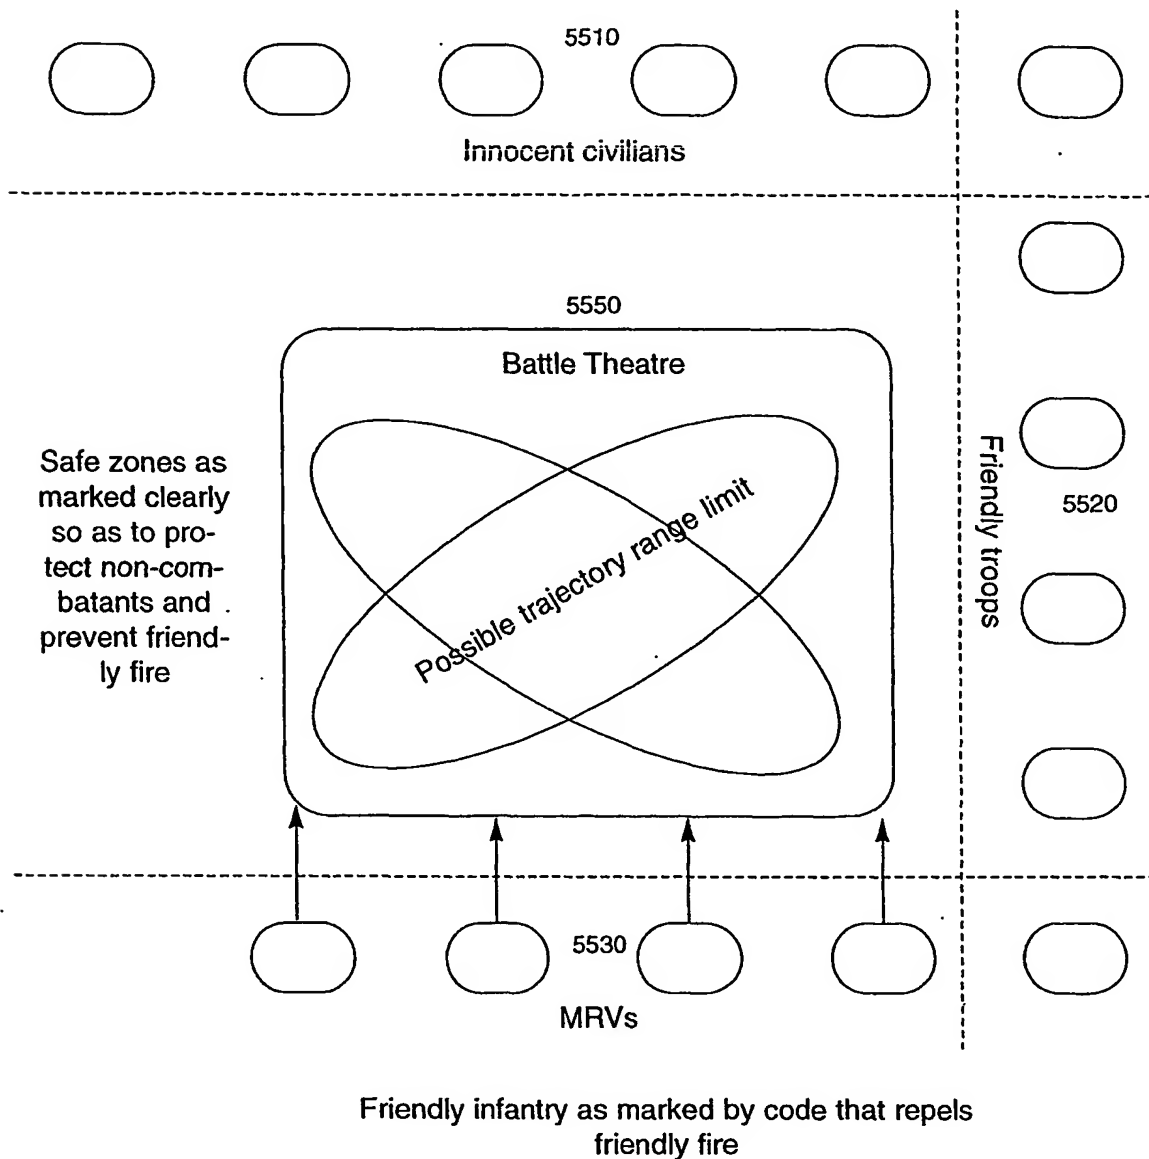 5510
Innocent civilians
5550
Battle Theatre
Safe zones as
marked clearly
so as to pro-
tect non-com-
batants and
prevent friend-
ly fire
Possible trajectory range limit
Friendly troops
5520
5530
MRVs
Friendly infantry as marked by code that repels
friendly fire